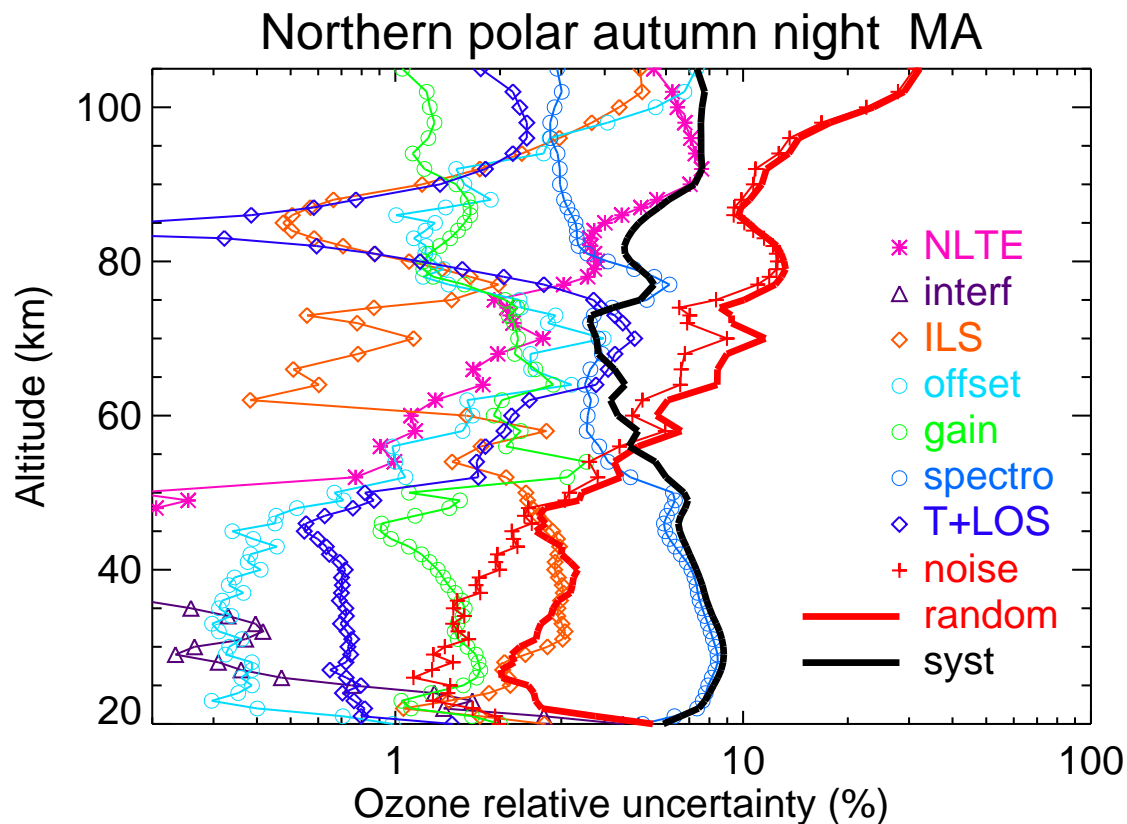 Northern polar autumn night  MA
100
80
60
40
20
Altitude (km)
NLTE
interf
ILS
offset
gain
spectro
T+LOS
noise
random
syst
1
10
100
Ozone relative uncertainty (%)